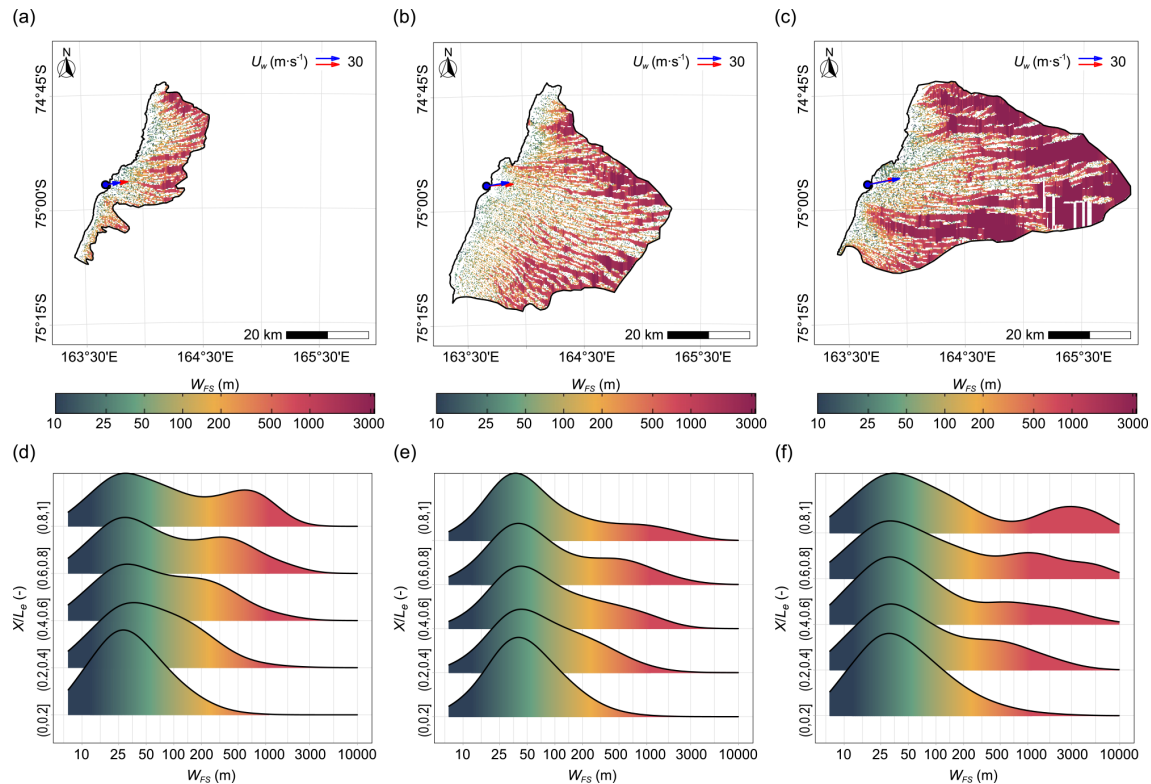 (a)
(b)
(c)
N
U_w (m·s⁻¹) 30
N
U_w (m·s⁻¹) 30
N
U_w (m·s⁻¹) 30
74°45'S
75°00'S
75°15'S
20 km
163°30'E 164°30'E 165°30'E
74°45'S
75°00'S
75°15'S
20 km
163°30'E 164°30'E 165°30'E
74°45'S
75°00'S
75°15'S
20 km
163°30'E 164°30'E 165°30'E
W_FS (m)
10 25 50 100 200 500 1000 3000
W_FS (m)
10 25 50 100 200 500 1000 3000
W_FS (m)
10 25 50 100 200 500 1000 3000
(d)
X/L_e (-)
(0.8,1]
(0.6,0.8]
(0.4,0.6]
(0.2,0.4]
(0,0.2]
10 25 50 100 200 500 1000 3000 10000
W_FS (m)
(e)
X/L_e (-)
(0.8,1]
(0.6,0.8]
(0.4,0.6]
(0.2,0.4]
(0,0.2]
10 25 50 100 200 500 1000 3000 10000
W_FS (m)
(f)
X/L_e (-)
(0.8,1]
(0.6,0.8]
(0.4,0.6]
(0.2,0.4]
(0,0.2]
10 25 50 100 200 500 1000 3000 10000
W_FS (m)